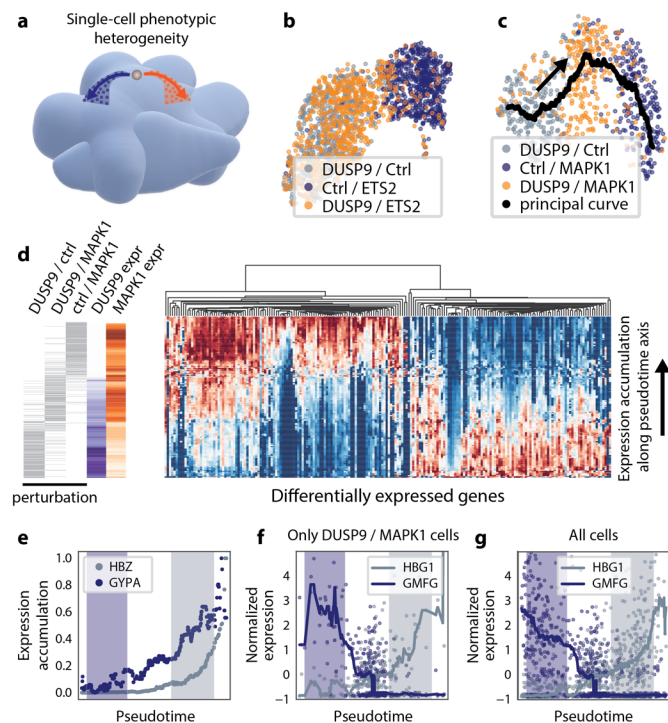 a
Single-cell phenotypic
heterogeneity
b
DUSP9 / Ctrl
Ctrl / ETS2
DUSP9 / ETS2
c
DUSP9 / Ctrl
Ctrl / MAPK1
DUSP9 / MAPK1
principal curve
d
DUSP9 / ctrl
DUSP9 / MAPK1
ctrl / MAPK1
DUSP9 expr
MAPK1 expr
perturbation
Differentially expressed genes
Expression accumulation
along pseudotime axis
e
HBZ
GYPA
1.0
0.8
0.6
0.4
0.2
0.0
Expression
accumulation
Pseudotime
f
Only DUSP9 / MAPK1 cells
HBG1
GMFG
4
3
2
1
0
−1
Normalized
expression
Pseudotime
g
All cells
HBG1
GMFG
4
3
2
1
0
−1
Normalized
expression
Pseudotime